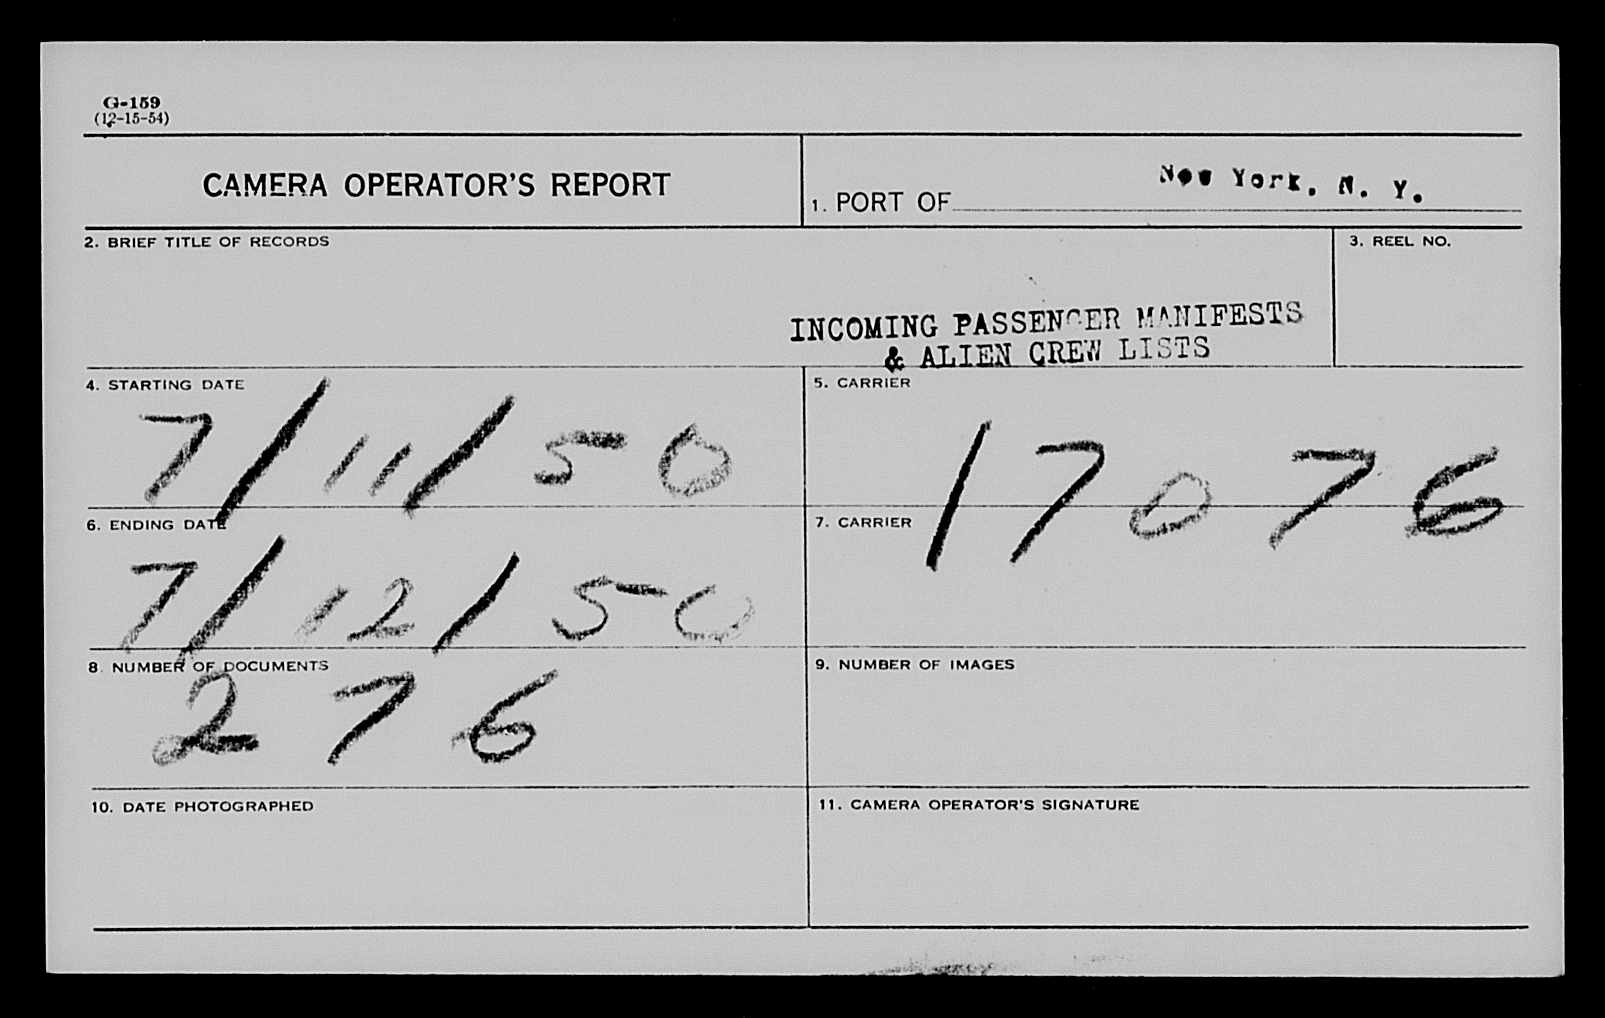 G-159
(12-15-54)
CAMERA OPERATOR'S REPORT
1. PORT OF New York, N. Y.
2. BRIEF TITLE OF RECORDS
3. REEL NO.
INCOMING PASSENGER MANIFESTS
& ALIEN CREW LISTS
4. STARTING DATE
7/11/50
5. CARRIER
17076
6. ENDING DATE
7/12/50
7. CARRIER
8. NUMBER OF DOCUMENTS
276
9. NUMBER OF IMAGES
10. DATE PHOTOGRAPHED
11. CAMERA OPERATOR'S SIGNATURE